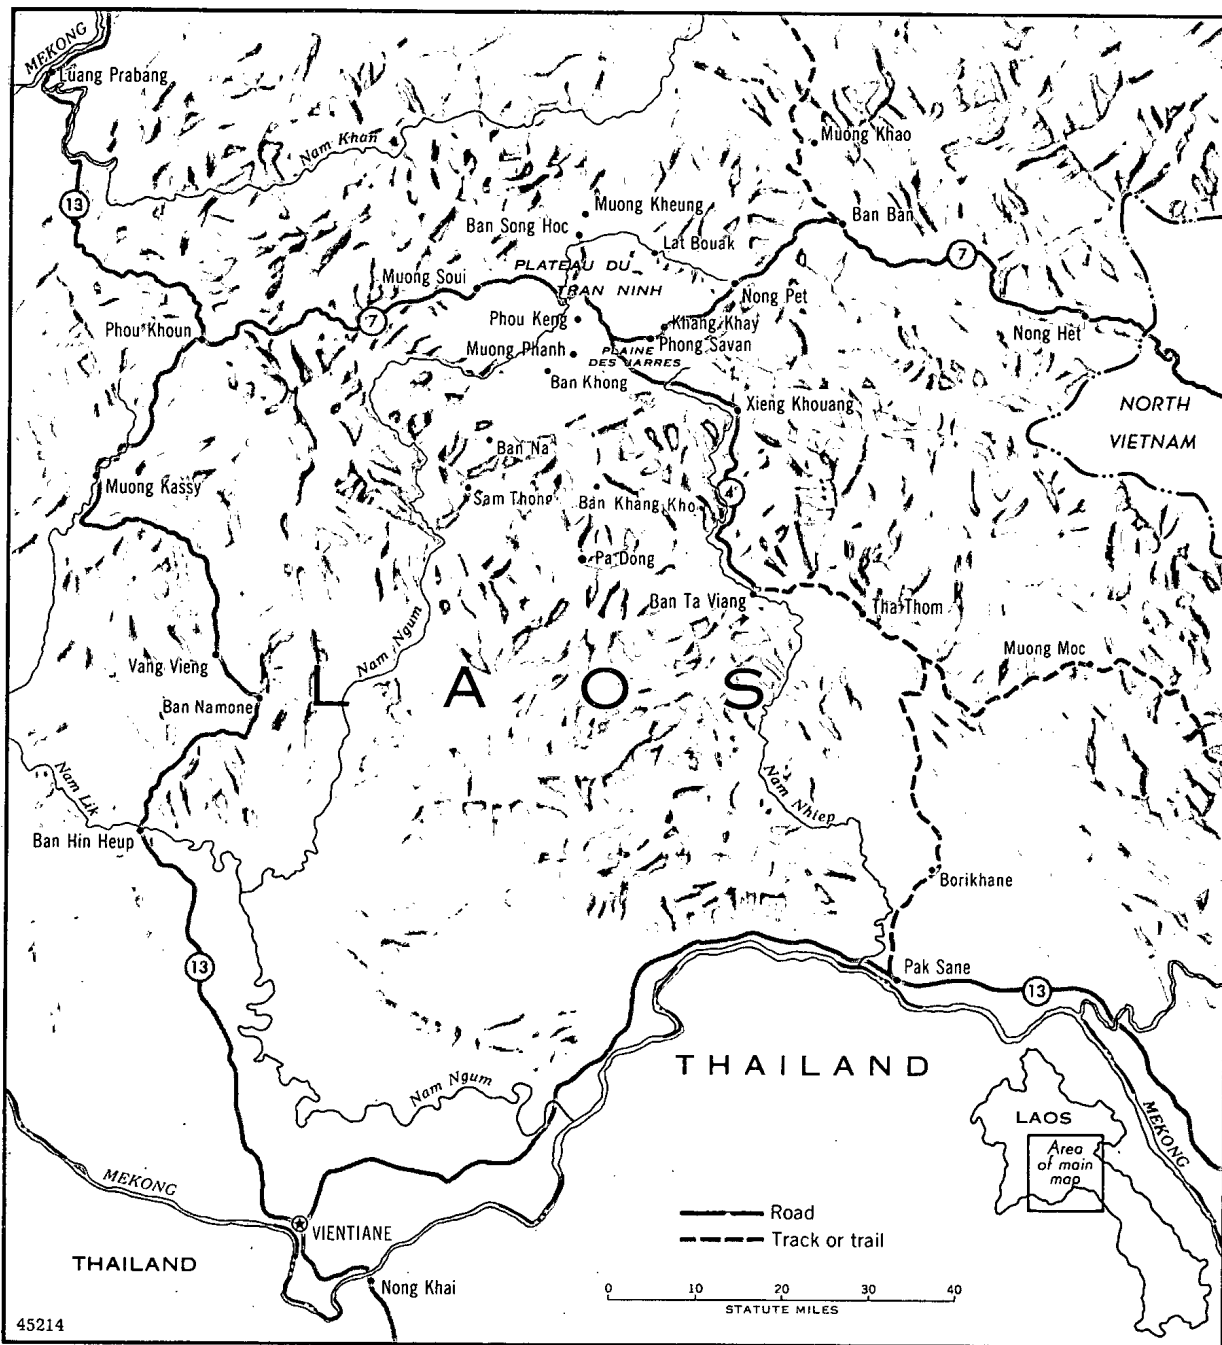 MEKONG
Luang Prabang
Nam Khan
Muong Khao
13
Muong Kheung
Ban Ban
Ban Song Hoc
Lat Bouak
7
PLATEAU DU
TRAN NINH
Muong Soui
Nong Pet
Phou Keng
Khang Khay
Phou Khoun
7
Nong Het
Phong Savan
Muong Phanh
PLAINE
DES JARRES
Ban Khong
Xieng Khouang
NORTH
VIETNAM
Ban Na
Muong Kassy
Sam Thong
Ban Khang Kho
4
Pa Dong
Ban Ta Viang
Tha Thom
Nam Ngum
Muong Moc
Vang Vieng
LAOS
Ban Namone
Nam Lik
Nam Nhiep
Ban Hin Heup
Borikhane
13
Pak Sane
13
THAILAND
Nam Ngum
LAOS
Area
of main
map
MEKONG
MEKONG
Road
VIENTIANE
Track or trail
THAILAND
Nong Khai
0 10 20 30 40
STATUTE MILES
45214